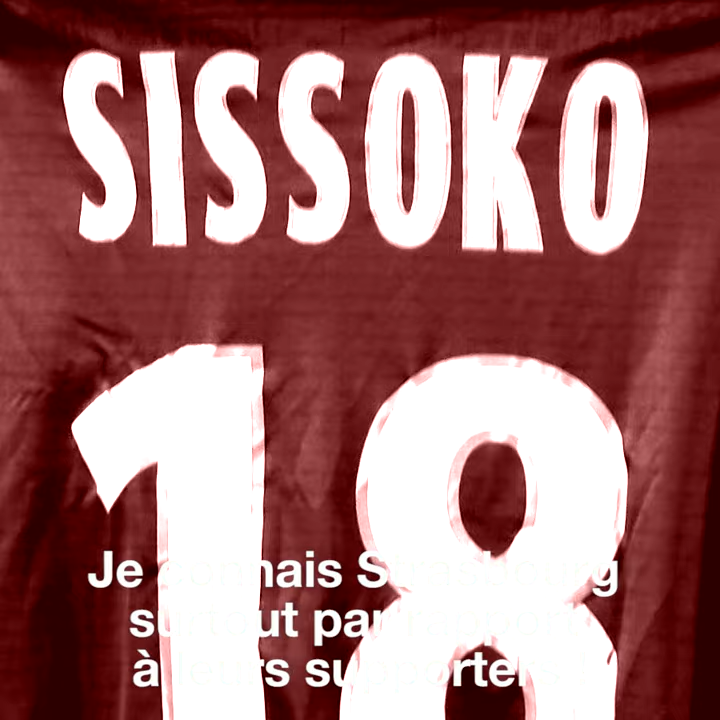 SISSOKO
18
Je connais Strasbourg
surtout par rapport
à leurs supporters !